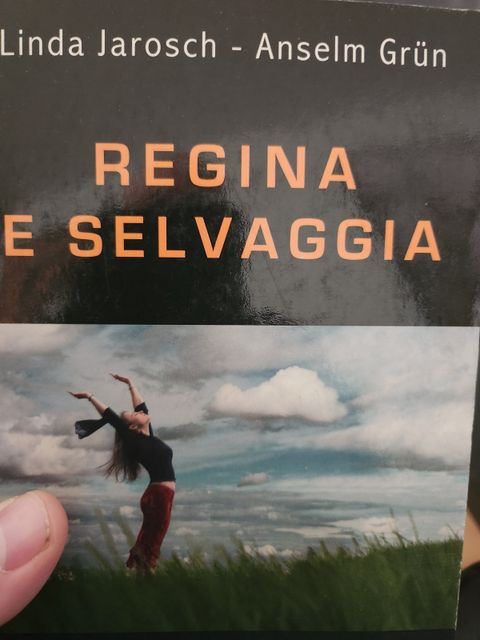 Linda Jarosch - Anselm Grün
REGINA
E SELVAGGIA